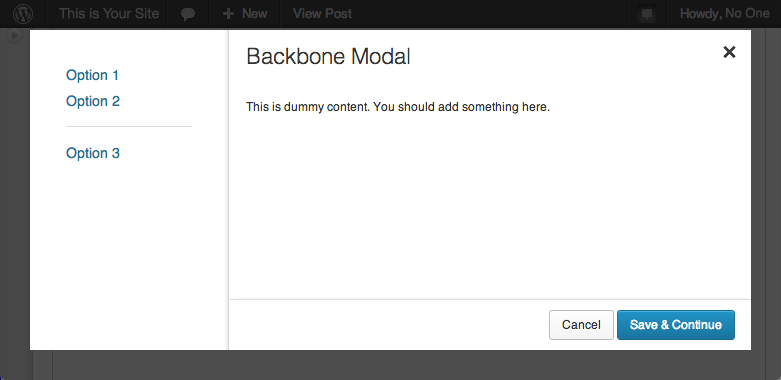 This is Your Site New View Post Howdy, No One
Option 1
Option 2
Option 3
Backbone Modal
This is dummy content. You should add something here.
Cancel Save & Continue